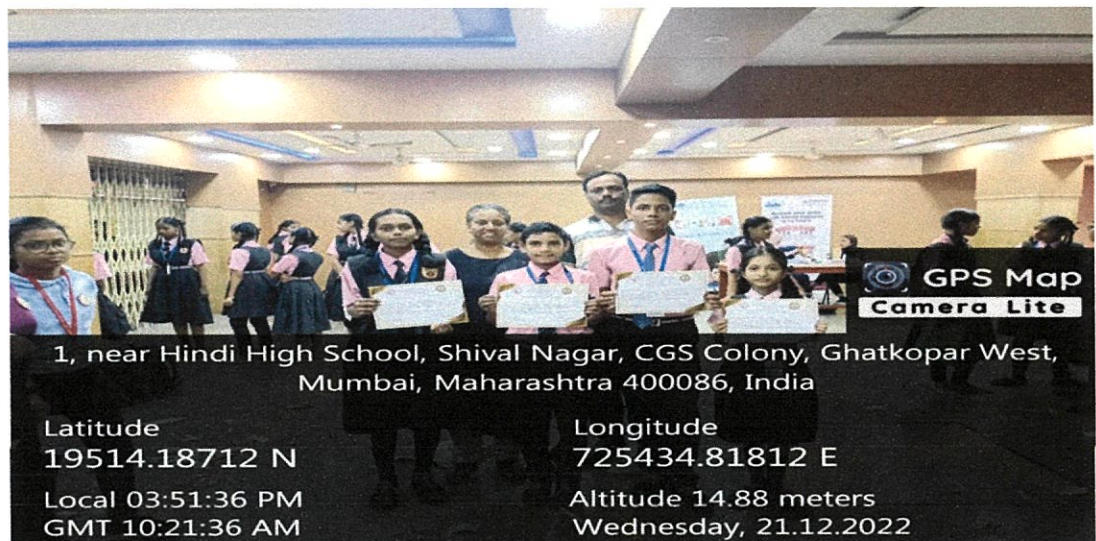 GPS Map
Camera Lite
1, near Hindi High School, Shival Nagar, CGS Colony, Ghatkopar West,
Mumbai, Maharashtra 400086, India
Latitude
19514.18712 N
Longitude
725434.81812 E
Local 03:51:36 PM
GMT 10:21:36 AM
Altitude 14.88 meters
Wednesday, 21.12.2022